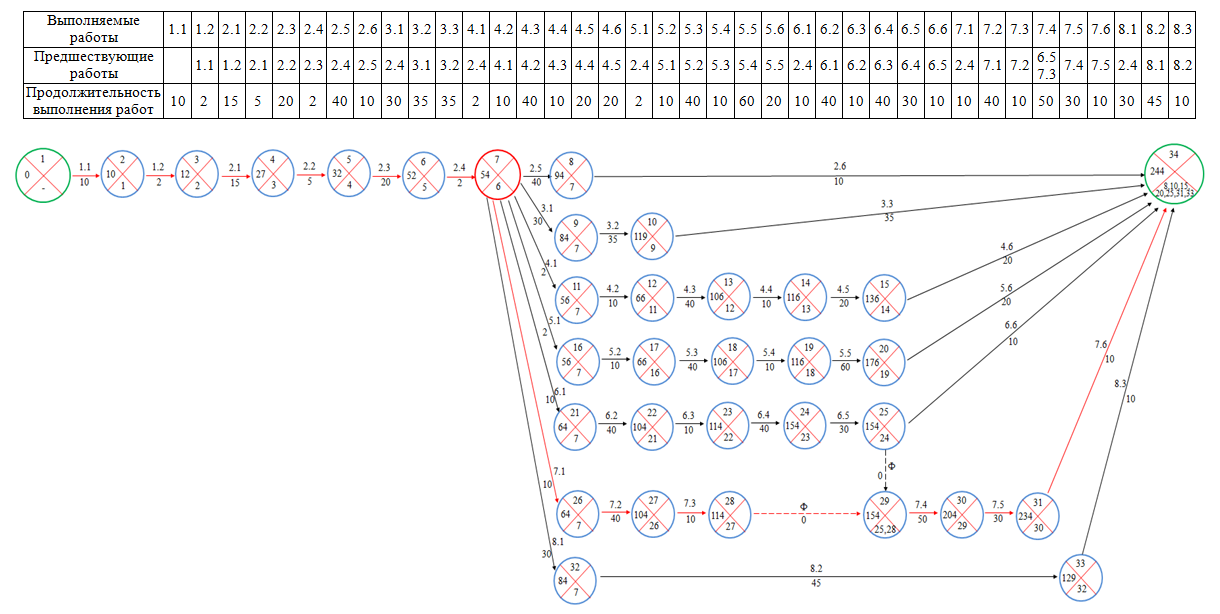 Выполняемые работы 1.1 1.2 2.1 2.2 2.3 2.4 2.5 2.6 3.1 3.2 3.3 4.1 4.2 4.3 4.4 4.5 4.6 5.1 5.2 5.3 5.4 5.5 5.6 6.1 6.2 6.3 6.4 6.5 6.6 7.1 7.2 7.3 7.4 7.5 7.6 8.1 8.2 8.3
Предшествующие работы 1.1 1.2 2.1 2.2 2.3 2.4 2.5 2.4 3.1 3.2 2.4 4.1 4.2 4.3 4.4 4.5 2.4 5.1 5.2 5.3 5.4 5.5 2.4 6.1 6.2 6.3 6.4 6.5 2.4 7.1 7.2 6.5 7.3 7.4 7.5 2.4 8.1 8.2
Продолжительность выполнения работ 10 2 15 5 20 2 40 10 30 35 35 2 10 40 10 20 20 2 10 40 10 60 20 10 40 10 40 30 10 10 40 10 50 30 10 30 45 10
1 0 -
1.1 10
2 10 1
1.2 2
3 12 2
2.1 15
4 27 3
2.2 5
5 32 4
2.3 20
6 52 5
2.4 2
7 54 6
2.5 40
8 94 7
2.6 10
34 244 8,10,15, 20,25,31,33
3.1 30
9 84 7
3.2 35
10 119 9
3.3 35
4.1 2
11 56 7
4.2 10
12 66 11
4.3 40
13 106 12
4.4 10
14 116 13
4.5 20
15 136 14
4.6 20
5.1 2
16 56 7
5.2 10
17 66 16
5.3 40
18 106 17
5.4 10
19 116 18
5.5 60
20 176 19
5.6 20
6.1 10
21 64 7
6.2 40
22 104 21
6.3 10
23 114 22
6.4 40
24 154 23
6.5 30
25 154 24
6.6 10
Ф 0
7.1 10
26 64 7
7.2 40
27 104 26
7.3 10
28 114 27
Ф 0
29 154 25,28
7.4 50
30 204 29
7.5 30
31 234 30
7.6 10
8.1 30
32 84 7
8.2 45
33 129 32
8.3 10